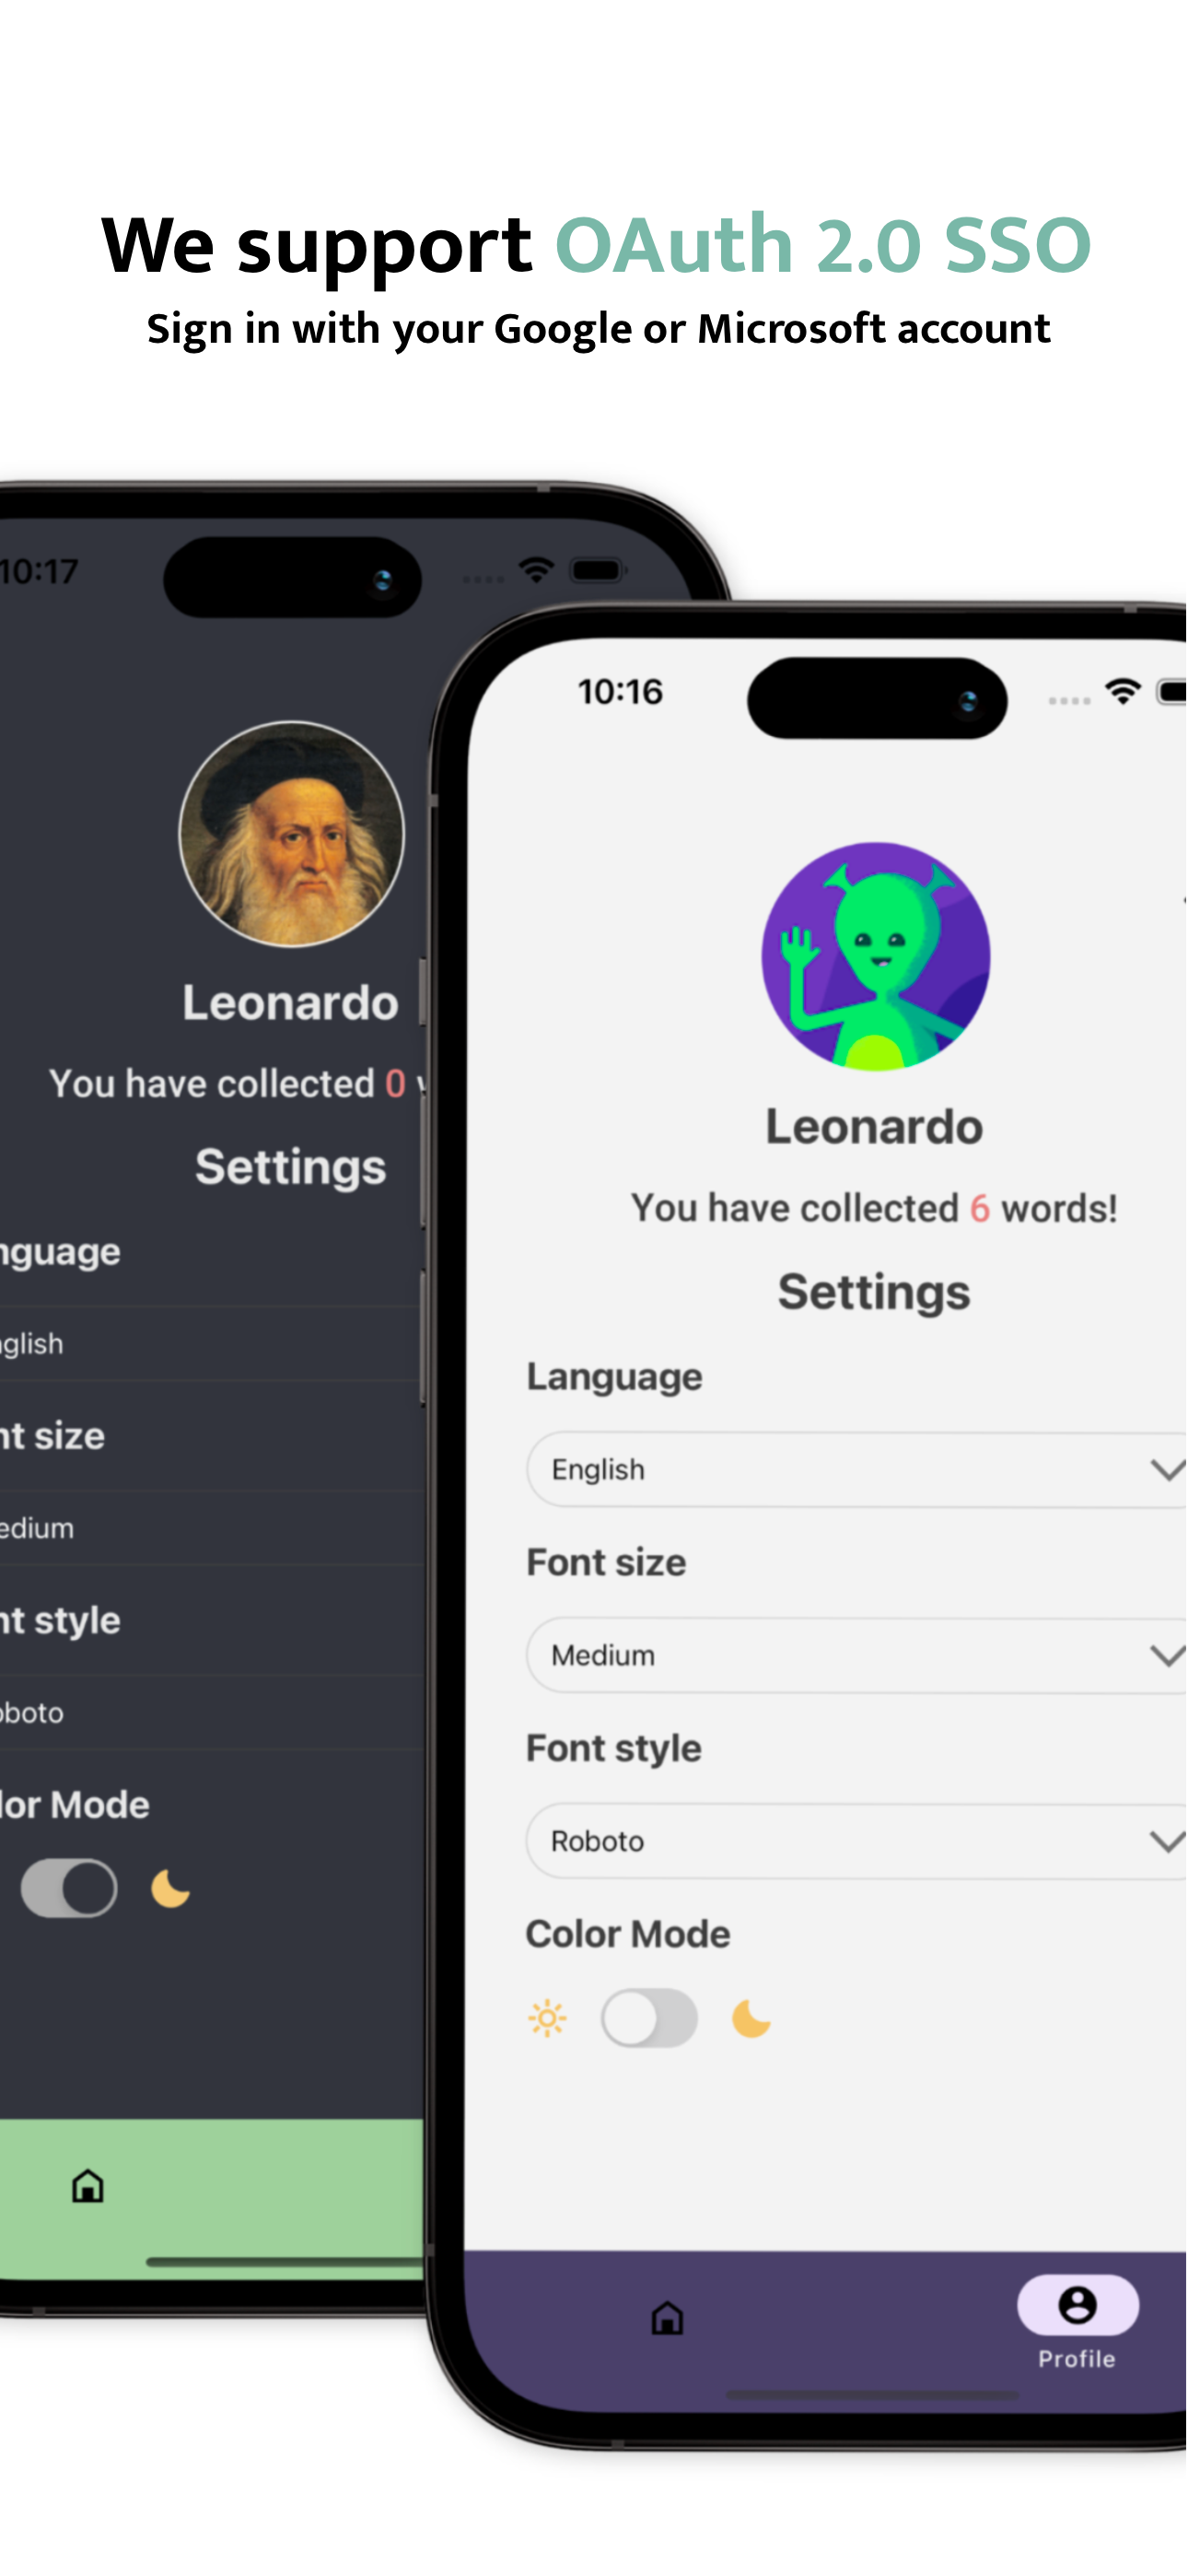 We support OAuth 2.0 SSO
Sign in with your Google or Microsoft account
10:17
Leonardo
You have collected 0
Settings
nguage
glish
nt size
edium
nt style
oboto
lor Mode
10:16
Leonardo
You have collected 6 words!
Settings
Language
English
Font size
Medium
Font style
Roboto
Color Mode
Profile